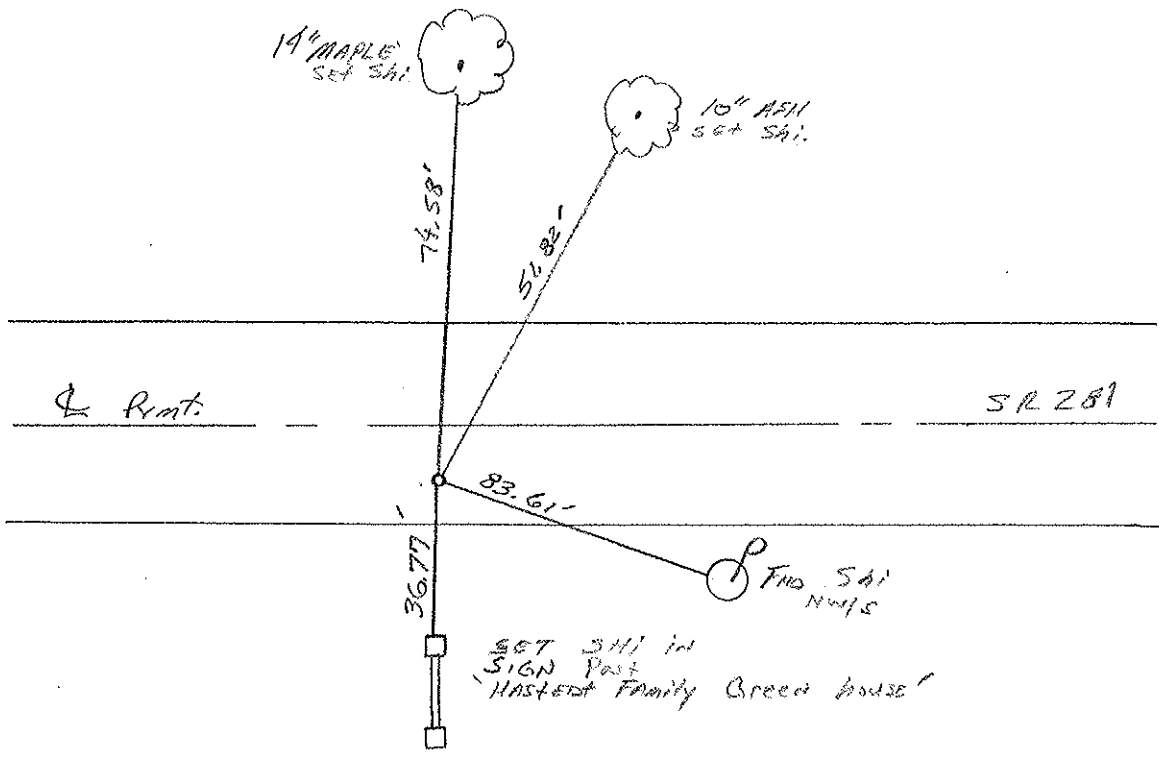 14" MAPLE
SET Shi.
10" ASH
SET Shi.
74.58'
51.82'
℄ Pvmt.
SR 281
83.61'
36.77'
P
FND Shi
NW/S
SET SHi in
SIGN Post
'HASTEDT FAMily Green house'